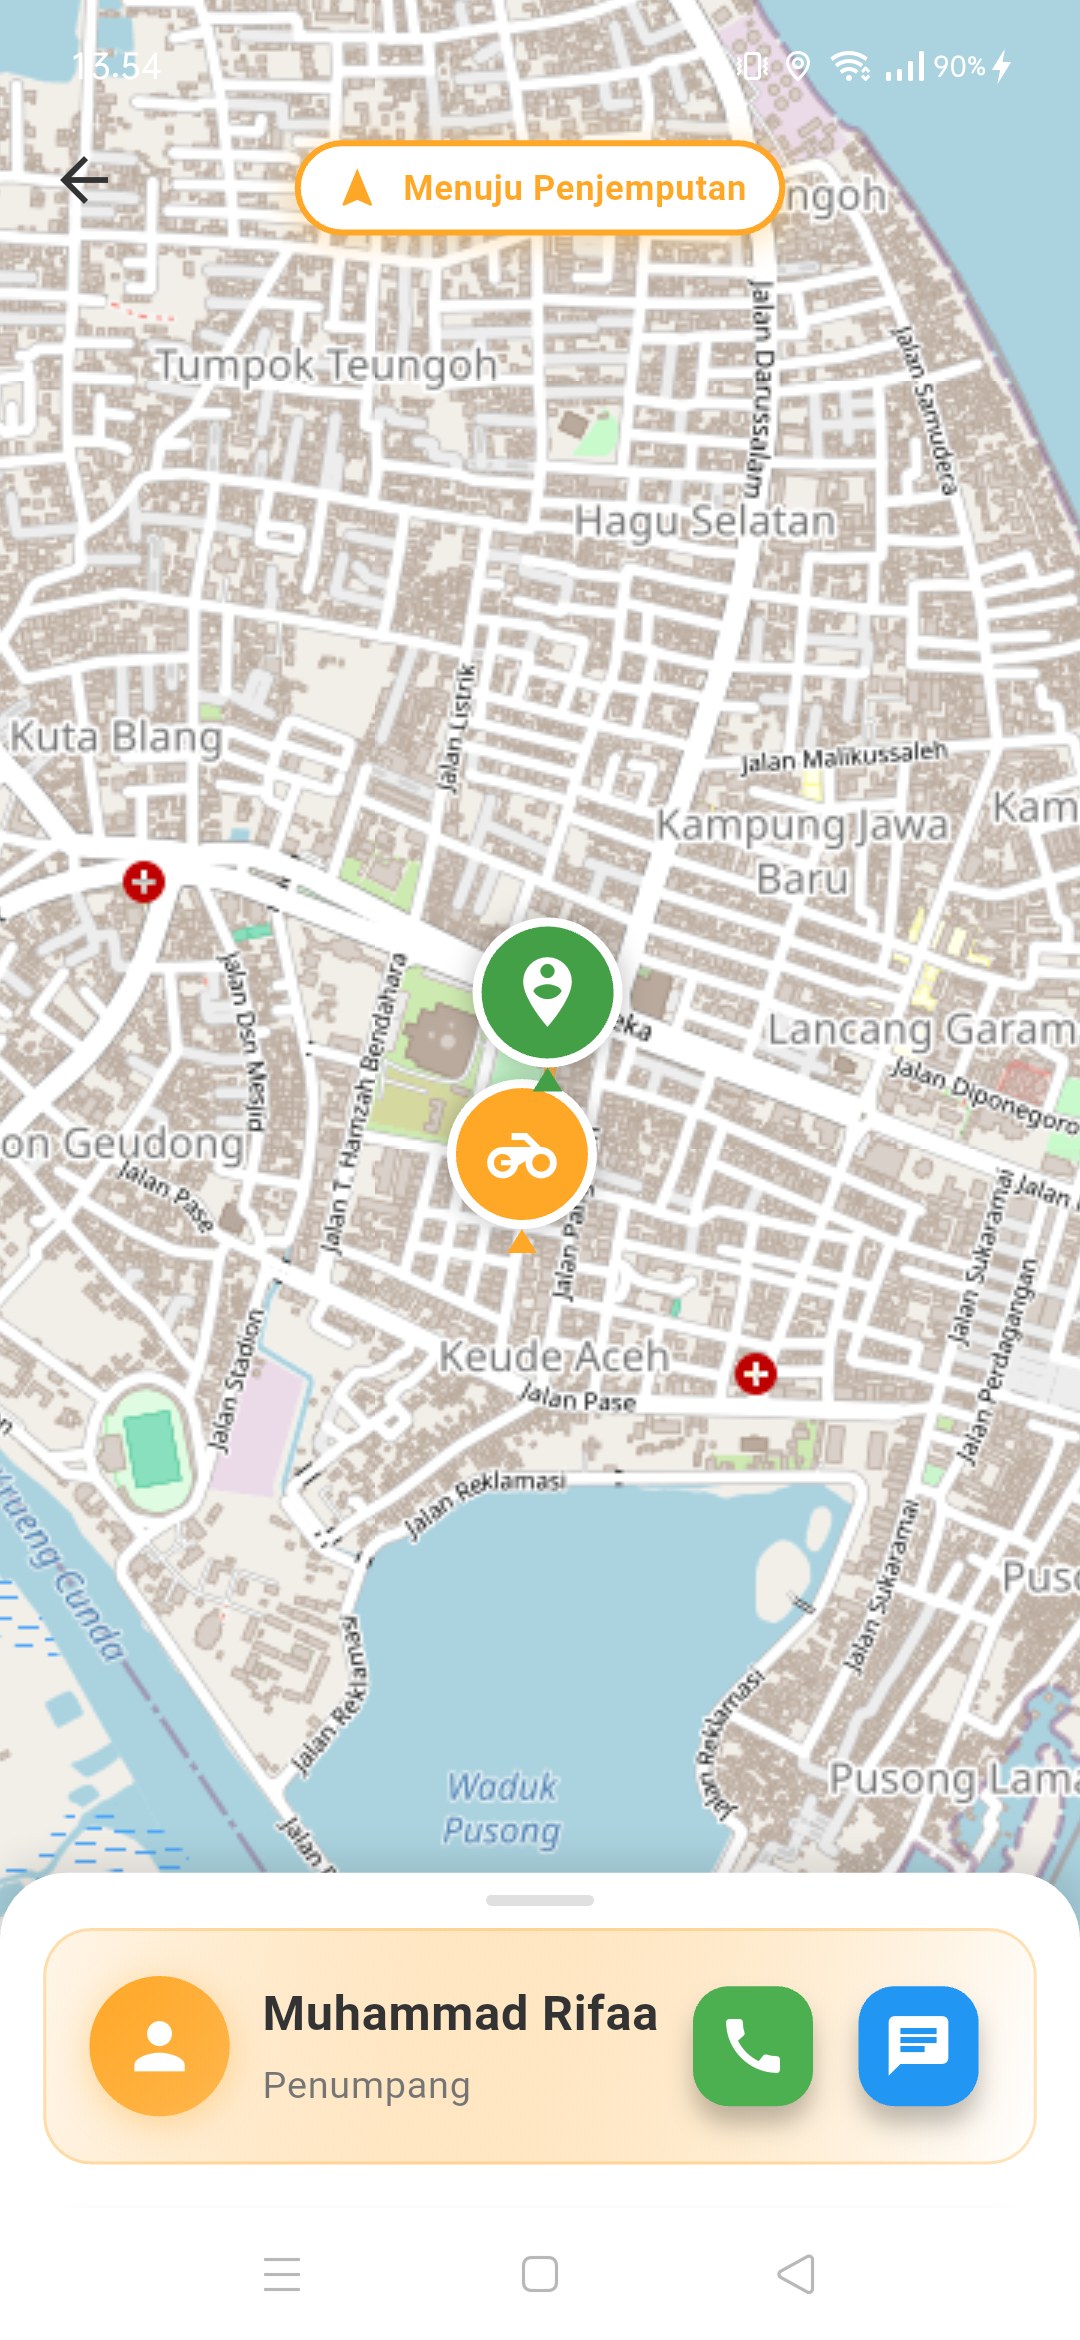 13.54
90%
Menuju Penjemputan
ngoh
Jalan Darussalam
Jalan Samudera
Tumpok Teungoh
Hagu Selatan
Jalan Listrik
Kuta Blang
Jalan Malikussaleh
Kam
Kampung Jawa
Baru
Jalan Dsn Mesjid
Jalan T. Hamzah Bendahara
eka
Lancang Garam
Jalan Diponegoro
on Geudong
Jalan Pase
Jalan
Jalan Sukaramai
Jalan Perdagangan
Jalan Stadion
Keude Aceh
Jalan Pase
Jalan Reklamasi
Krueng Cunda
Jalan Sukaramai
Jalan Reklamasi
Jalan Reklamasi
Waduk
Pusong
Pusong Lama
Jalan
Muhammad Rifaa
Penumpang